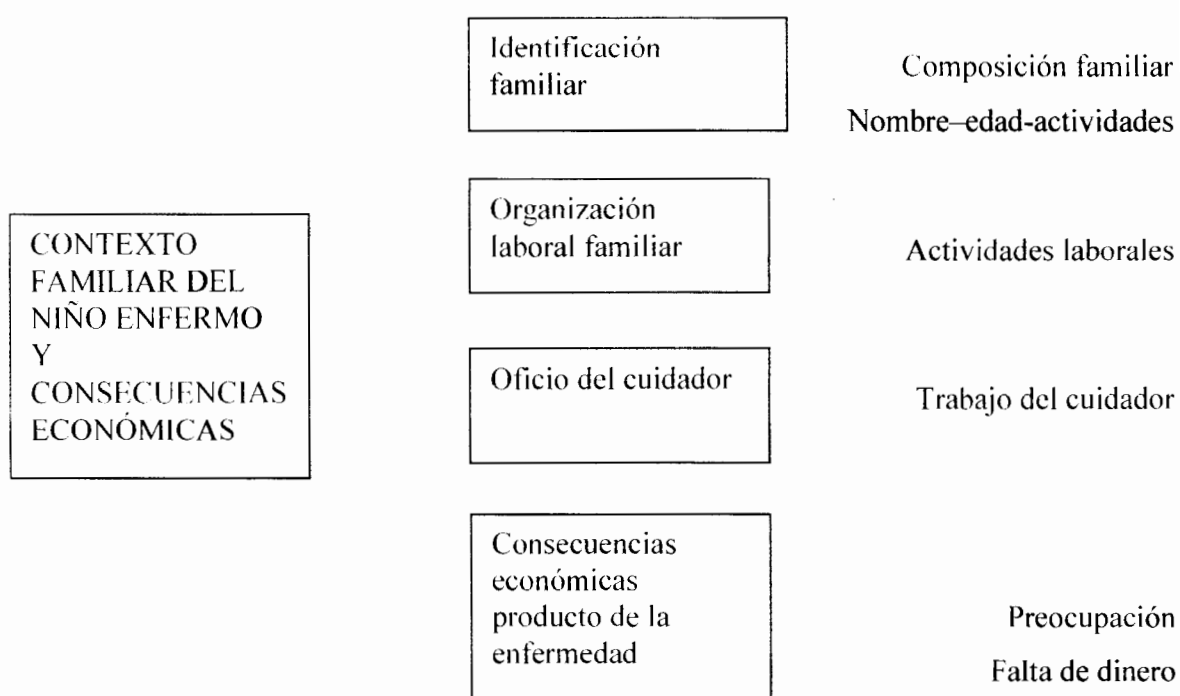 CONTEXTO
FAMILIAR DEL
NIÑO ENFERMO
Y
CONSECUENCIAS
ECONÓMICAS
Identificación
familiar
Composición familiar
Nombre–edad-actividades
Organización
laboral familiar
Actividades laborales
Oficio del cuidador
Trabajo del cuidador
Consecuencias
económicas
producto de la
enfermedad
Preocupación
Falta de dinero